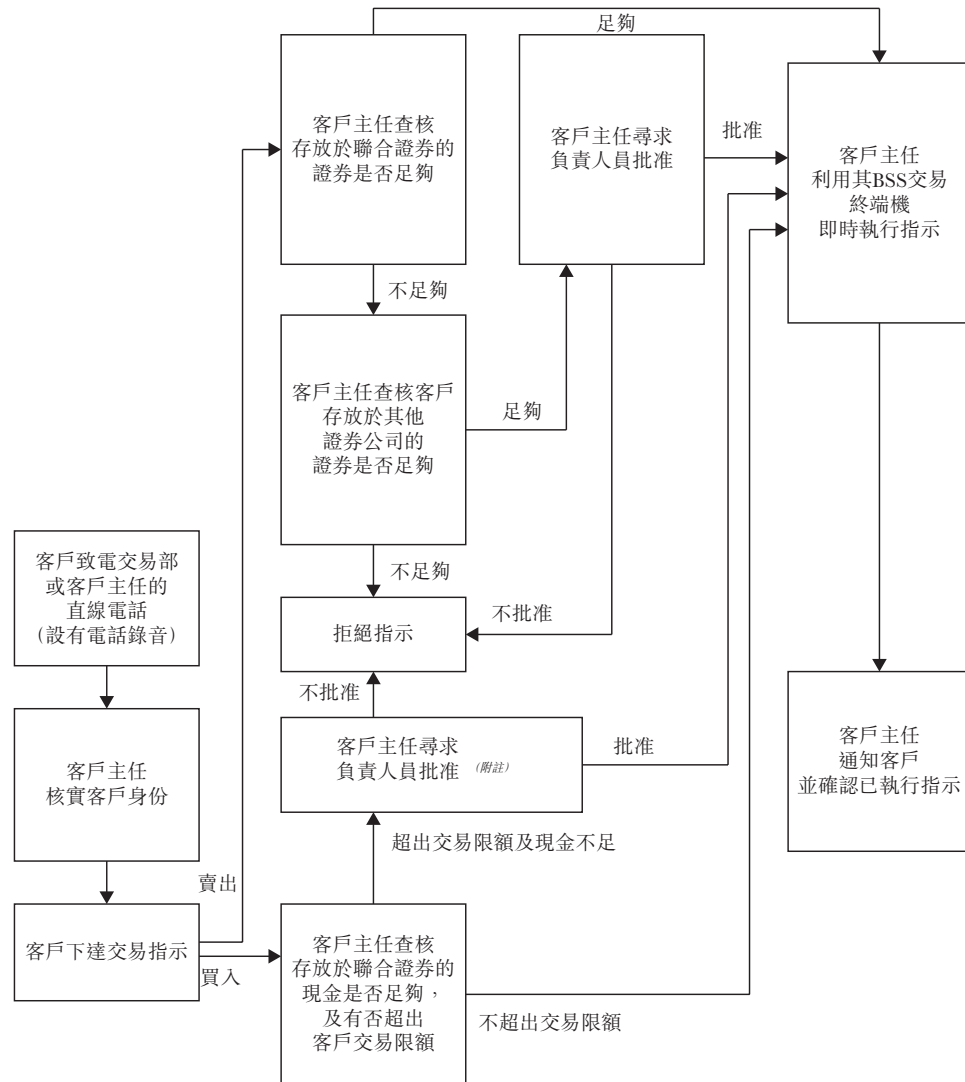 足夠
客戶主任查核
存放於聯合證券的
證券是否足夠
客戶主任尋求
負責人員批准
批准
客戶主任
利用其BSS交易
終端機
即時執行指示
不足夠
客戶主任查核客戶
存放於其他
證券公司的
證券是否足夠
足夠
不足夠
客戶致電交易部
或客戶主任的
直線電話
(設有電話錄音)
拒絕指示
不批准
不批准
客戶主任
核實客戶身份
客戶主任尋求
負責人員批准 (附註)
批准
客戶主任
通知客戶
並確認已執行指示
超出交易限額及現金不足
賣出
客戶下達交易指示
買入
客戶主任查核
存放於聯合證券的
現金是否足夠，
及有否超出
客戶交易限額
不超出交易限額